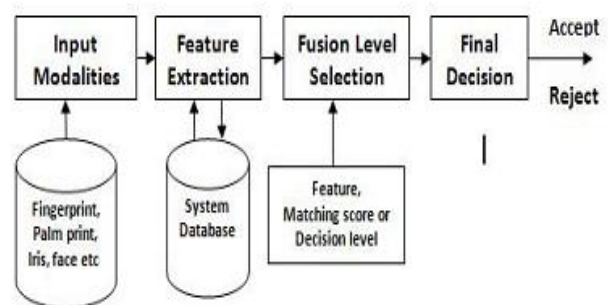 Input
Modalities
Feature
Extraction
Fusion Level
Selection
Final
Decision
Accept
Reject
Fingerprint,
Palm print,
Iris, face etc
System
Database
Feature,
Matching score or
Decision level